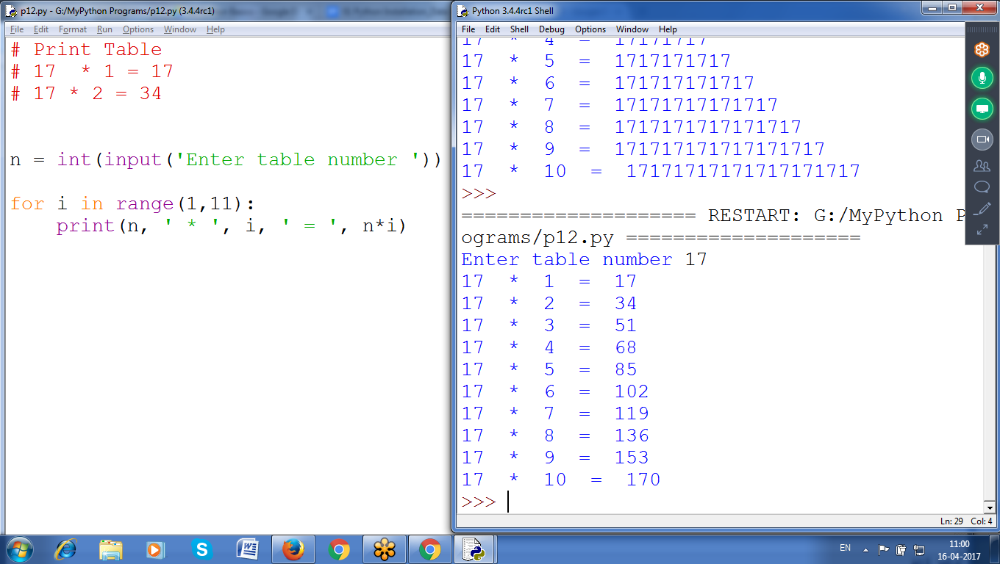 p12.py - G:/MyPython Programs/p12.py (3.4.4rc1)
File Edit Format Run Options Window Help
# Print Table
# 17  * 1 = 17
# 17 * 2 = 34
n = int(input('Enter table number '))
for i in range(1,11):
    print(n, ' * ', i, ' = ', n*i)
Python 3.4.4rc1 Shell
File Edit Shell Debug Options Window Help
17  *  4  =  17171717
17  *  5  =  1717171717
17  *  6  =  171717171717
17  *  7  =  17171717171717
17  *  8  =  1717171717171717
17  *  9  =  171717171717171717
17  *  10  =  17171717171717171717
>>>
==================== RESTART: G:/MyPython P
ograms/p12.py ====================
Enter table number 17
17  *  1  =  17
17  *  2  =  34
17  *  3  =  51
17  *  4  =  68
17  *  5  =  85
17  *  6  =  102
17  *  7  =  119
17  *  8  =  136
17  *  9  =  153
17  *  10  =  170
>>>
Ln: 29 Col: 4
EN
11:00
16-04-2017